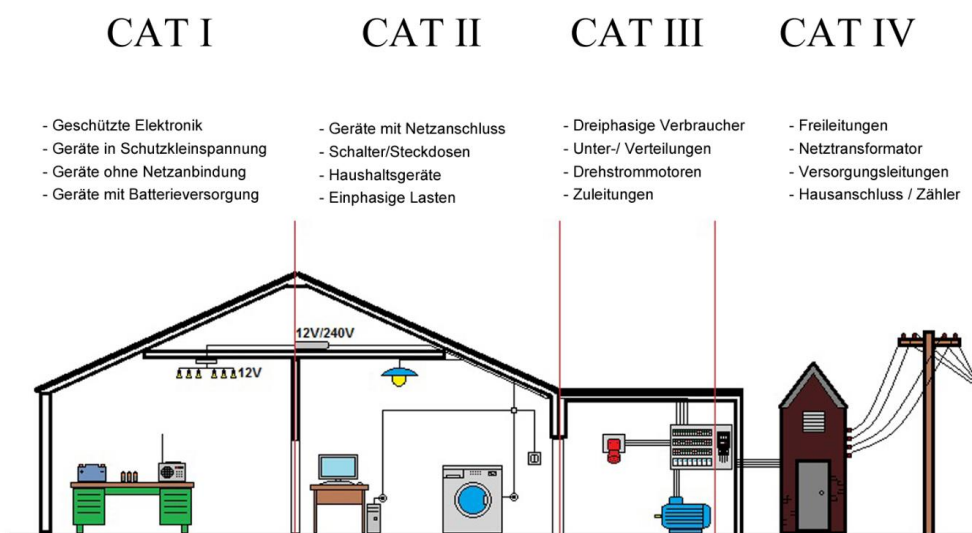 CAT I
- Geschützte Elektronik
- Geräte in Schutzkleinspannung
- Geräte ohne Netzanbindung
- Geräte mit Batterieversorgung
CAT II
- Geräte mit Netzanschluss
- Schalter/Steckdosen
- Haushaltsgeräte
- Einphasige Lasten
CAT III
- Dreiphasige Verbraucher
- Unter-/ Verteilungen
- Drehstrommotoren
- Zuleitungen
CAT IV
- Freileitungen
- Netztransformator
- Versorgungsleitungen
- Hausanschluss / Zähler
12V/240V
12V